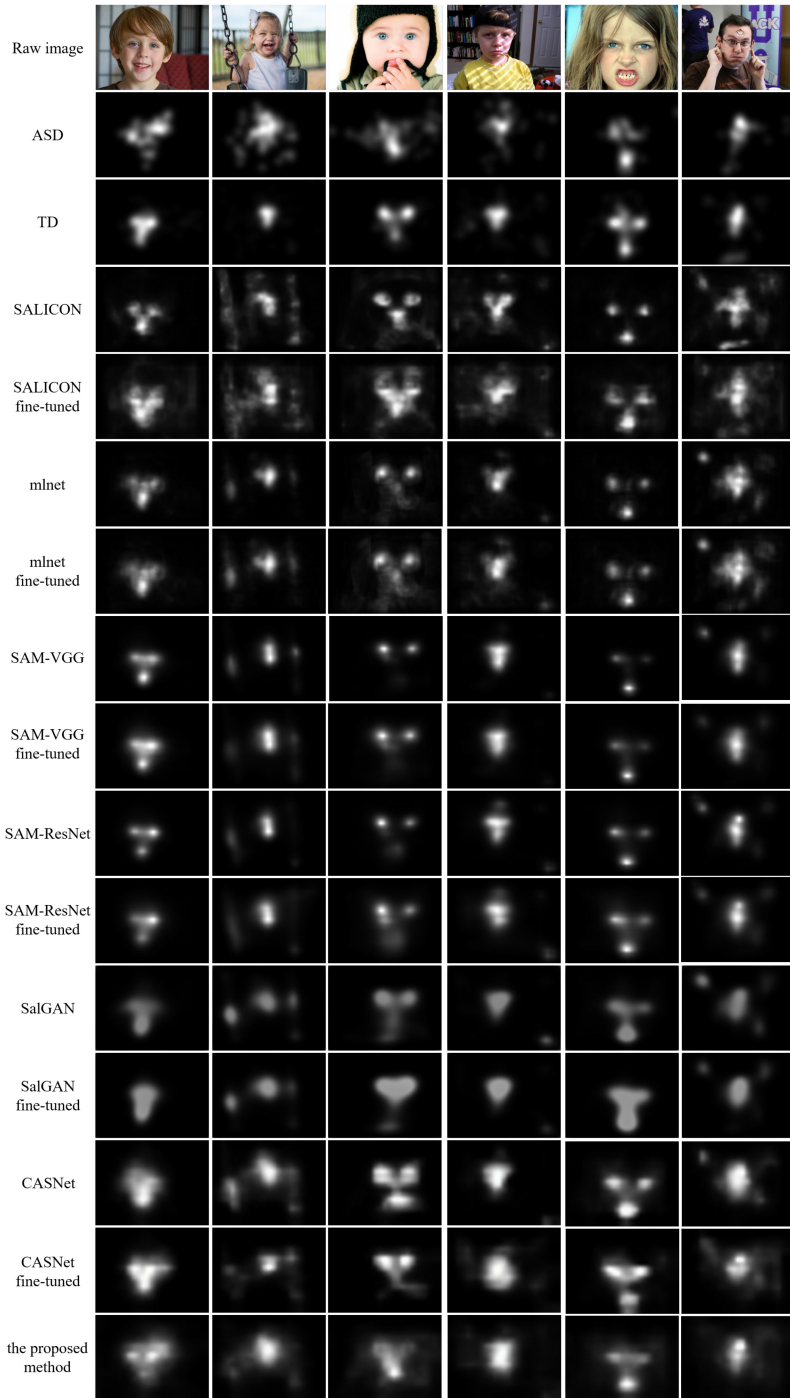 Raw image
ACK
U
ASD
TD
SALICON
SALICON
fine-tuned
mlnet
mlnet
fine-tuned
SAM-VGG
SAM-VGG
fine-tuned
SAM-ResNet
SAM-ResNet
fine-tuned
SalGAN
SalGAN
fine-tuned
CASNet
CASNet
fine-tuned
the proposed
method